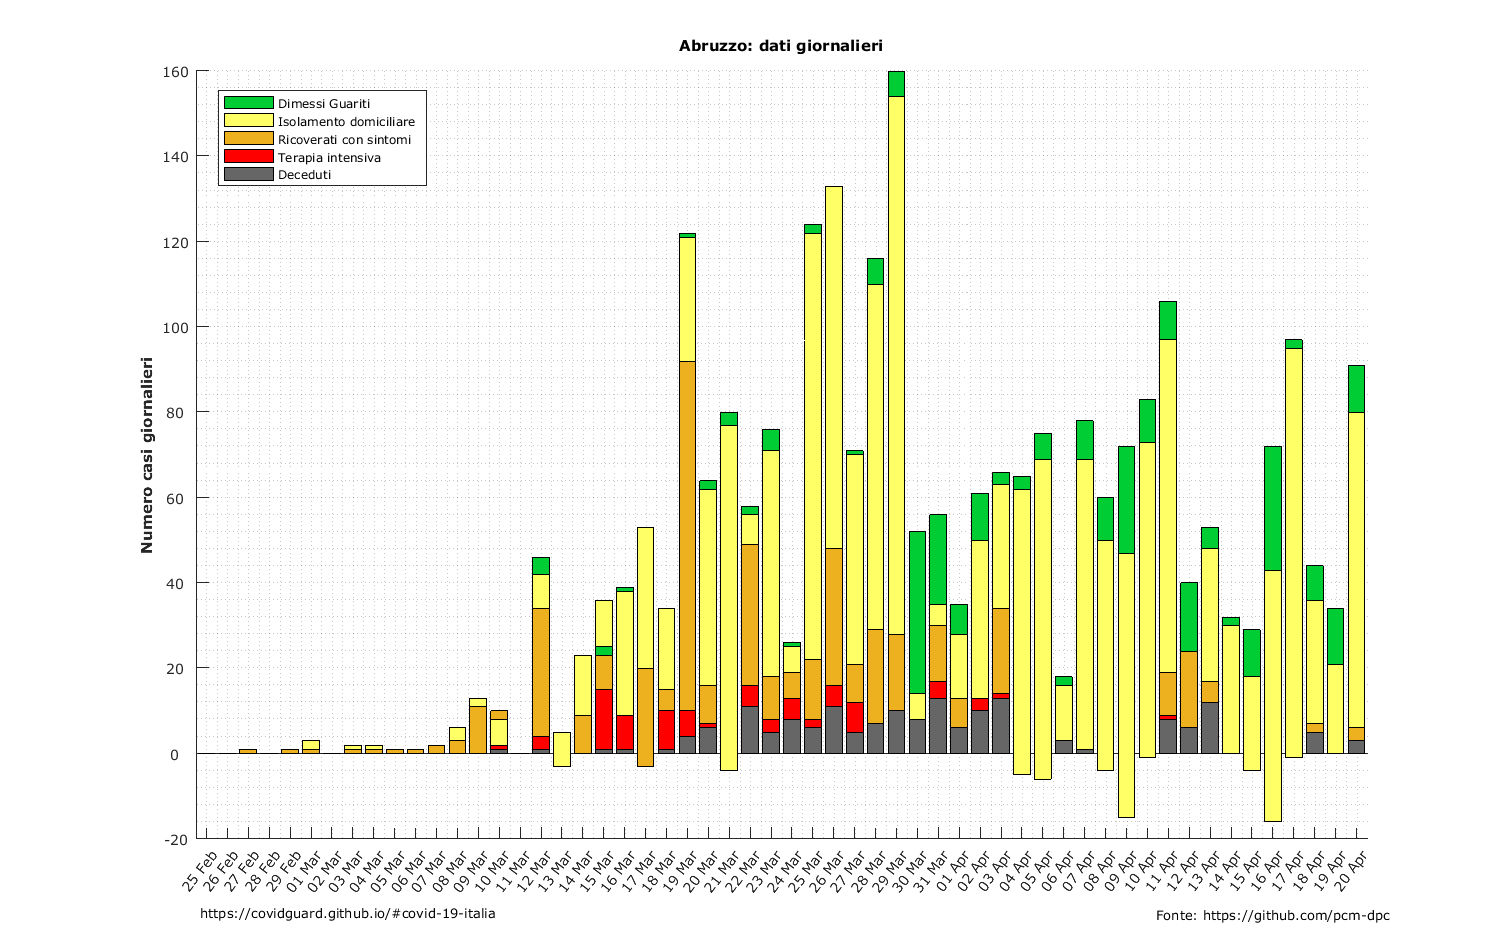 Abruzzo: dati giornalieri
Numero casi giornalieri
160
140
120
100
80
60
40
20
0
-20
Dimessi Guariti
Isolamento domiciliare
Ricoverati con sintomi
Terapia intensiva
Deceduti
25 Feb
26 Feb
27 Feb
28 Feb
29 Feb
01 Mar
02 Mar
03 Mar
04 Mar
05 Mar
06 Mar
07 Mar
08 Mar
09 Mar
10 Mar
11 Mar
12 Mar
13 Mar
14 Mar
15 Mar
16 Mar
17 Mar
18 Mar
19 Mar
20 Mar
21 Mar
22 Mar
23 Mar
24 Mar
25 Mar
26 Mar
27 Mar
28 Mar
29 Mar
30 Mar
31 Mar
01 Apr
02 Apr
03 Apr
04 Apr
05 Apr
06 Apr
07 Apr
08 Apr
09 Apr
10 Apr
11 Apr
12 Apr
13 Apr
14 Apr
15 Apr
16 Apr
17 Apr
18 Apr
19 Apr
20 Apr
https://covidguard.github.io/#covid-19-italia
Fonte: https://github.com/pcm-dpc